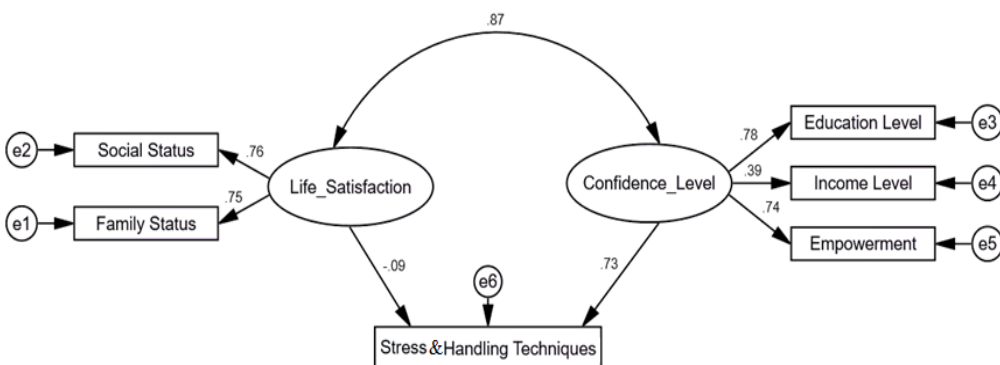 .87
e2
Social Status
.76
Life_Satisfaction
.75
e1
Family Status
Confidence_Level
.78
Education Level
e3
.39
Income Level
e4
.74
Empowerment
e5
-.09
e6
.73
Stress&Handling Techniques